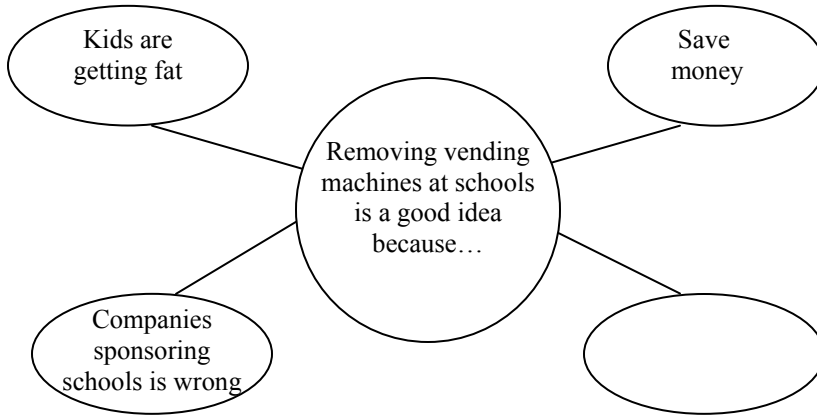 Kids are
getting fat
Save
money
Removing vending
machines at schools
is a good idea
because…
Companies
sponsoring
schools is wrong